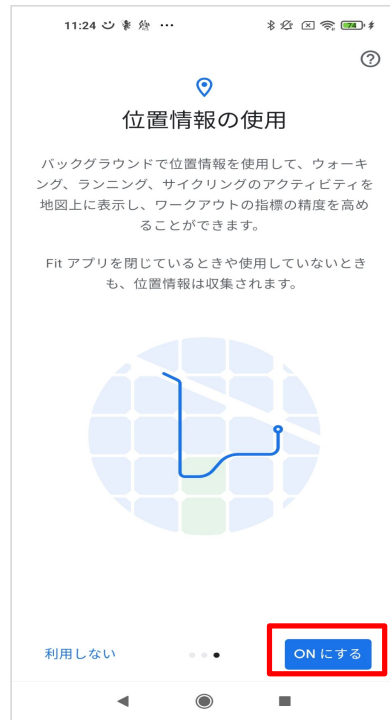 11:24
74
位置情報の使用
バックグラウンドで位置情報を使用して、ウォーキ
ング、ランニング、サイクリングのアクティビティを
地図上に表示し、ワークアウトの指標の精度を高め
ることができます。
Fit アプリを閉じているときや使用していないとき
も、位置情報は収集されます。
利用しない
ON にする